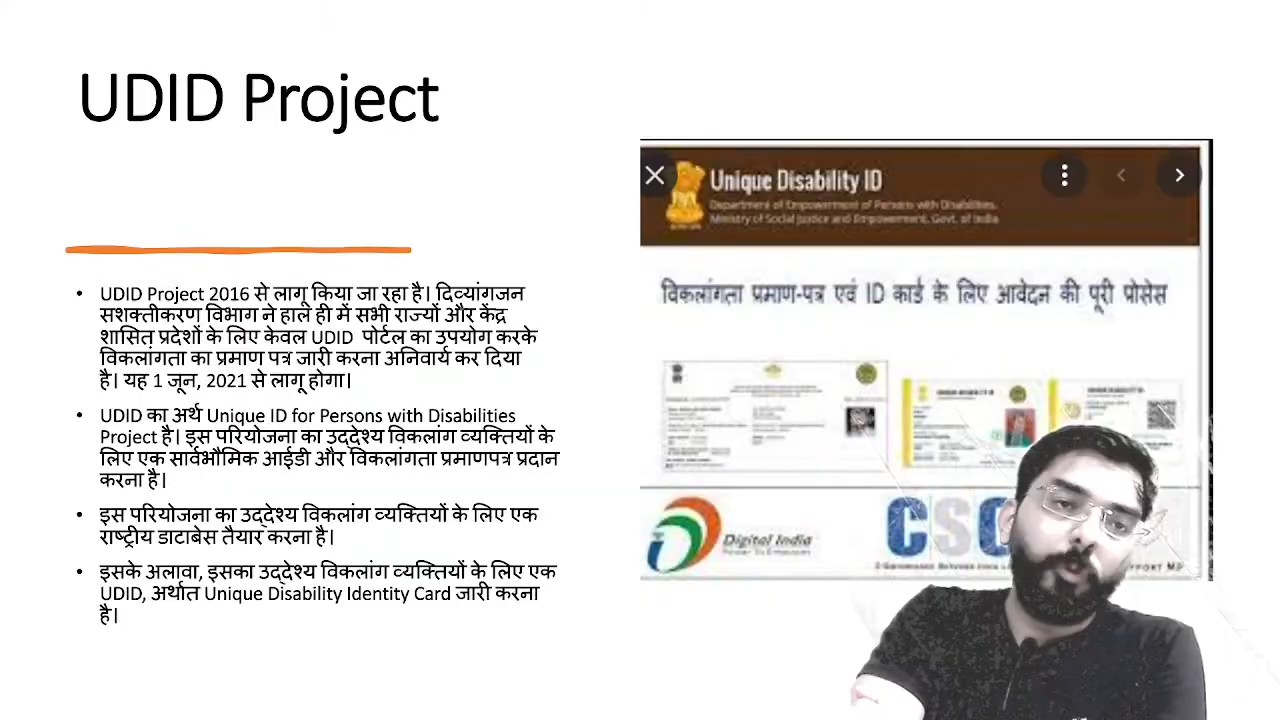 UDID Project
• UDID Project 2016 से लागू किया जा रहा है। दिव्यांगजन
सशक्तीकरण विभाग ने हाल ही में सभी राज्यों और केंद्र
शासित प्रदेशों के लिए केवल UDID पोर्टल का उपयोग करके
विकलांगता का प्रमाण पत्र जारी करना अनिवार्य कर दिया
है। यह 1 जून, 2021 से लागू होगा।
• UDID का अर्थ Unique ID for Persons with Disabilities
Project है। इस परियोजना का उद्देश्य विकलांग व्यक्तियों के
लिए एक सार्वभौमिक आईडी और विकलांगता प्रमाणपत्र प्रदान
करना है।
• इस परियोजना का उद्देश्य विकलांग व्यक्तियों के लिए एक
राष्ट्रीय डाटाबेस तैयार करना है।
• इसके अलावा, इसका उद्देश्य विकलांग व्यक्तियों के लिए एक
UDID, अर्थात Unique Disability Identity Card जारी करना
है।
Unique Disability ID
Department of Empowerment of Persons with Disabilities,
Ministry of Social Justice and Empowerment, Govt. of India
विकलांगता प्रमाण-पत्र एवं ID कार्ड के लिए आवेदन की पूरी प्रोसेस
Digital India
Power To Empower
CSC